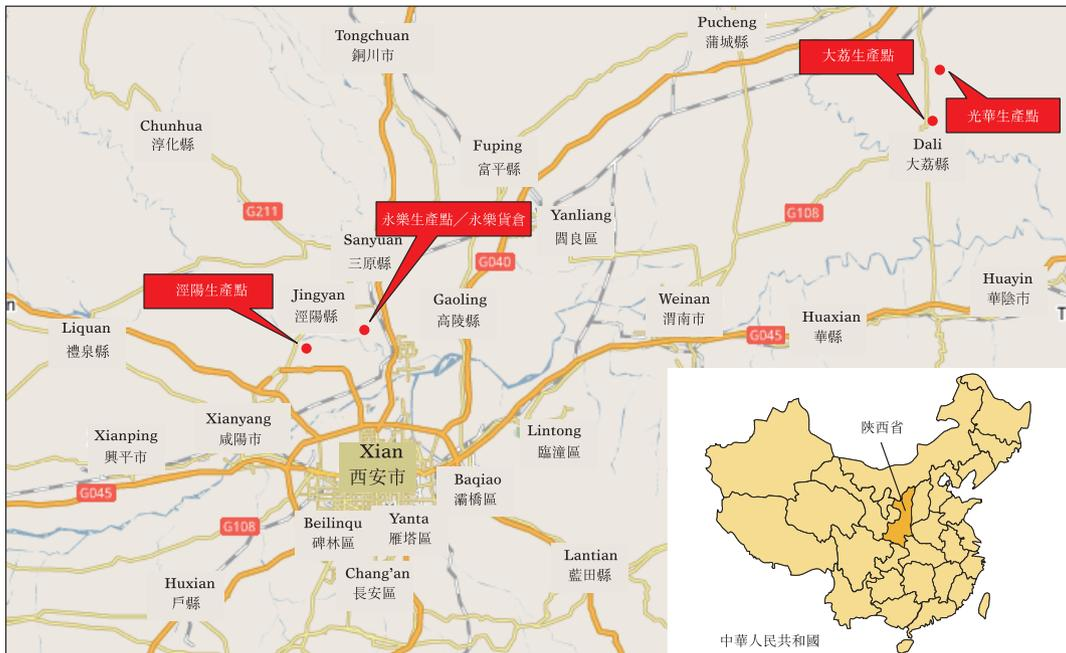 Pucheng
蒲城縣
Tongchuan
銅川市
大荔生產點
光華生產點
Chunhua
淳化縣
Dali
大荔縣
Fuping
富平縣
G211
永樂生產點／永樂貨倉
Yanliang
閻良區
G108
Sanyuan
三原縣
G040
涇陽生產點
Jingyan
涇陽縣
Gaoling
高陵縣
Weinan
渭南市
Huayin
華陰市
n
T
Liquan
禮泉縣
Huaxian
華縣
G045
Xianyang
咸陽市
Xianping
興平市
Lintong
臨潼區
Xian
西安市
Baqiao
灞橋區
G045
G108
Beilinqu
碑林區
Yanta
雁塔區
Lantian
藍田縣
Chang'an
長安區
Huxian
戶縣
陝西省
中華人民共和國